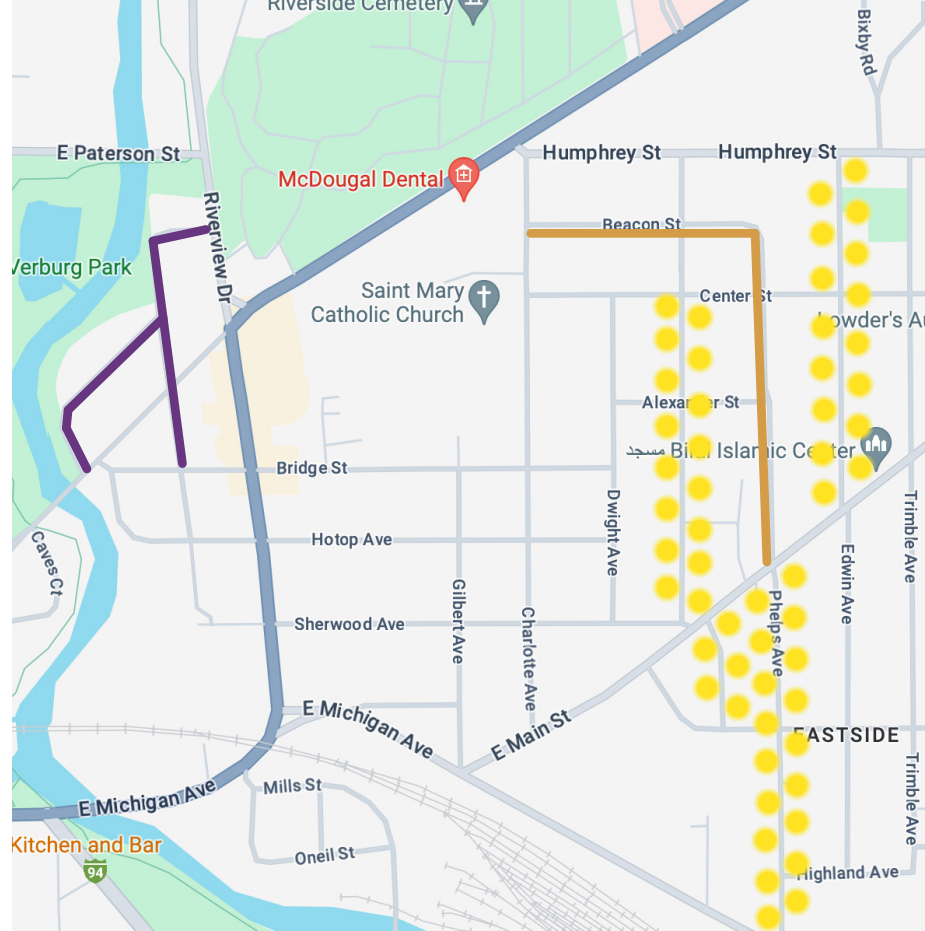 Riverside Cemetery
Bixby Rd
E Paterson St
Humphrey St
Humphrey St
McDougal Dental
Riverview Dr
Beacon St
Verburg Park
Saint Mary
Catholic Church
Center St
Lowder's Au
Alexander St
مسجد Bilal Islamic Center
Bridge St
Dwight Ave
Trimble Ave
Hotop Ave
Caves Ct
Edwin Ave
Gilbert Ave
Charlotte Ave
Phelps Ave
Sherwood Ave
E Michigan Ave
E Main St
EASTSIDE
Trimble Ave
E Michigan Ave
Mills St
Kitchen and Bar
Oneil St
94
Highland Ave